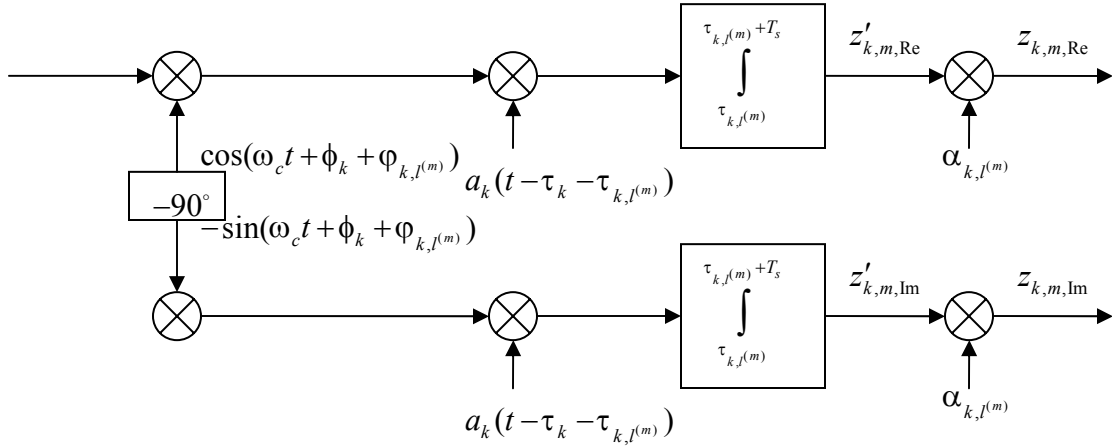 τ_{k,l^{(m)}} + T_s
∫
τ_{k,l^{(m)}}
z′_{k,m,Re}
z_{k,m,Re}
cos(ω_c t + ϕ_k + φ_{k,l^{(m)}})
a_k(t − τ_k − τ_{k,l^{(m)}})
α_{k,l^{(m)}}
−90°
−sin(ω_c t + ϕ_k + φ_{k,l^{(m)}})
τ_{k,l^{(m)}} + T_s
∫
τ_{k,l^{(m)}}
z′_{k,m,Im}
z_{k,m,Im}
a_k(t − τ_k − τ_{k,l^{(m)}})
α_{k,l^{(m)}}